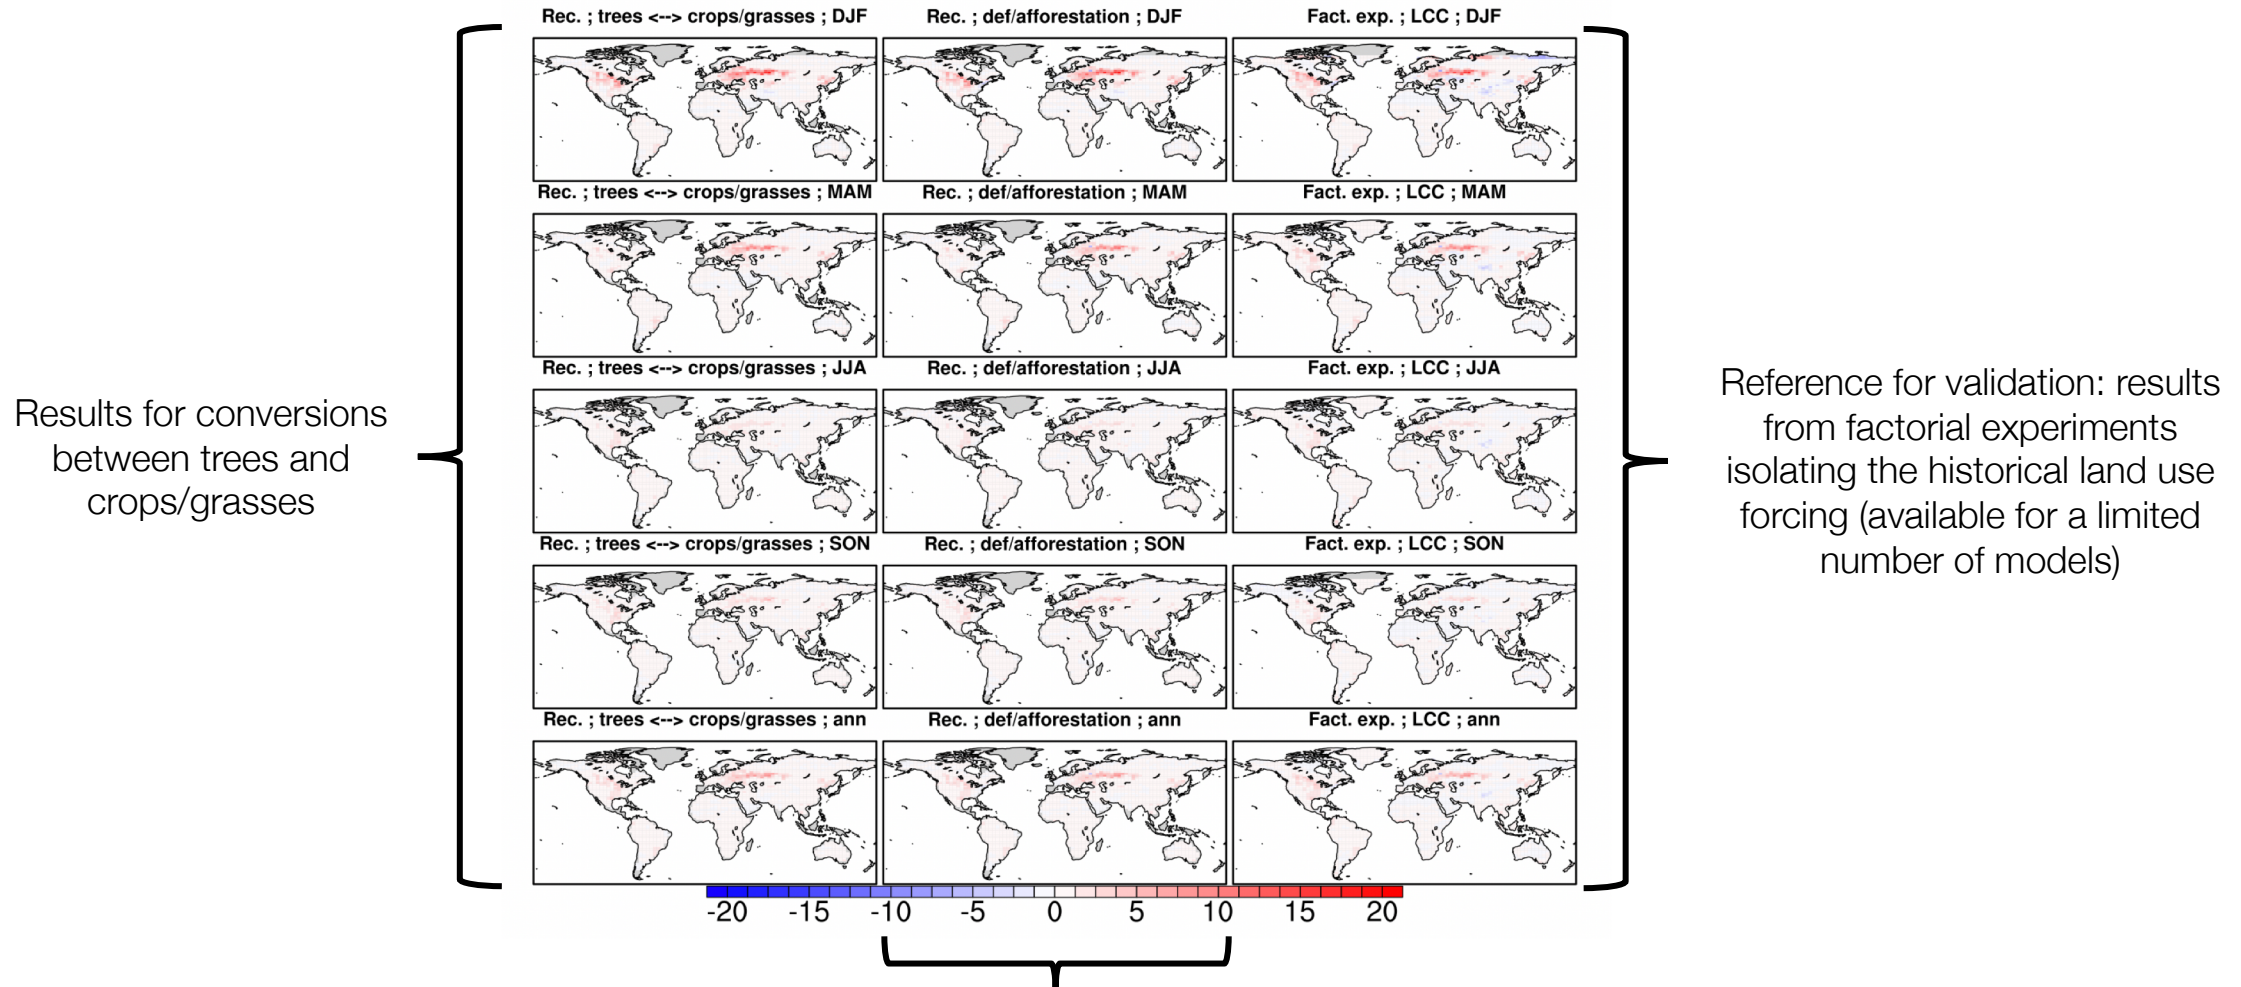 Rec. ; trees <--> crops/grasses ; DJF
Rec. ; def/afforestation ; DJF
Fact. exp. ; LCC ; DJF
Rec. ; trees <--> crops/grasses ; MAM
Rec. ; def/afforestation ; MAM
Fact. exp. ; LCC ; MAM
Rec. ; trees <--> crops/grasses ; JJA
Rec. ; def/afforestation ; JJA
Fact. exp. ; LCC ; JJA
Rec. ; trees <--> crops/grasses ; SON
Rec. ; def/afforestation ; SON
Fact. exp. ; LCC ; SON
Rec. ; trees <--> crops/grasses ; ann
Rec. ; def/afforestation ; ann
Fact. exp. ; LCC ; ann
-20 -15 -10 -5 0 5 10 15 20
Results for conversions
between trees and
crops/grasses
Reference for validation: results
from factorial experiments
isolating the historical land use
forcing (available for a limited
number of models)